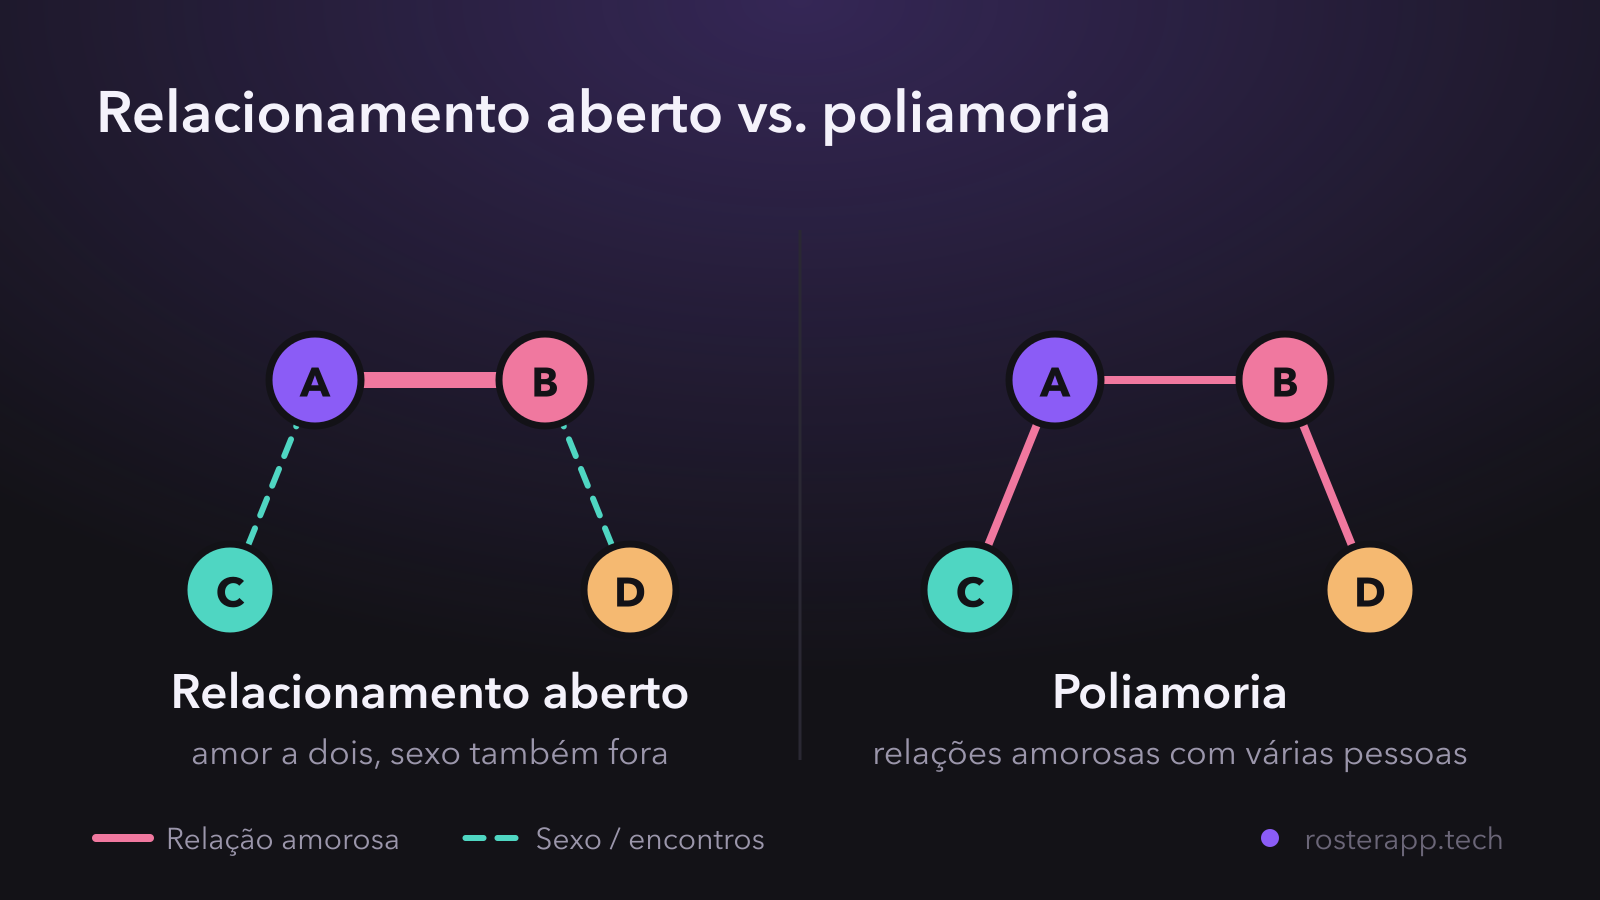 Relacionamento aberto vs. poliamoria
A
B
C
D
Relacionamento aberto
amor a dois, sexo também fora
A
B
C
D
Poliamoria
relações amorosas com várias pessoas
Relação amorosa
Sexo / encontros
rosterapp.tech